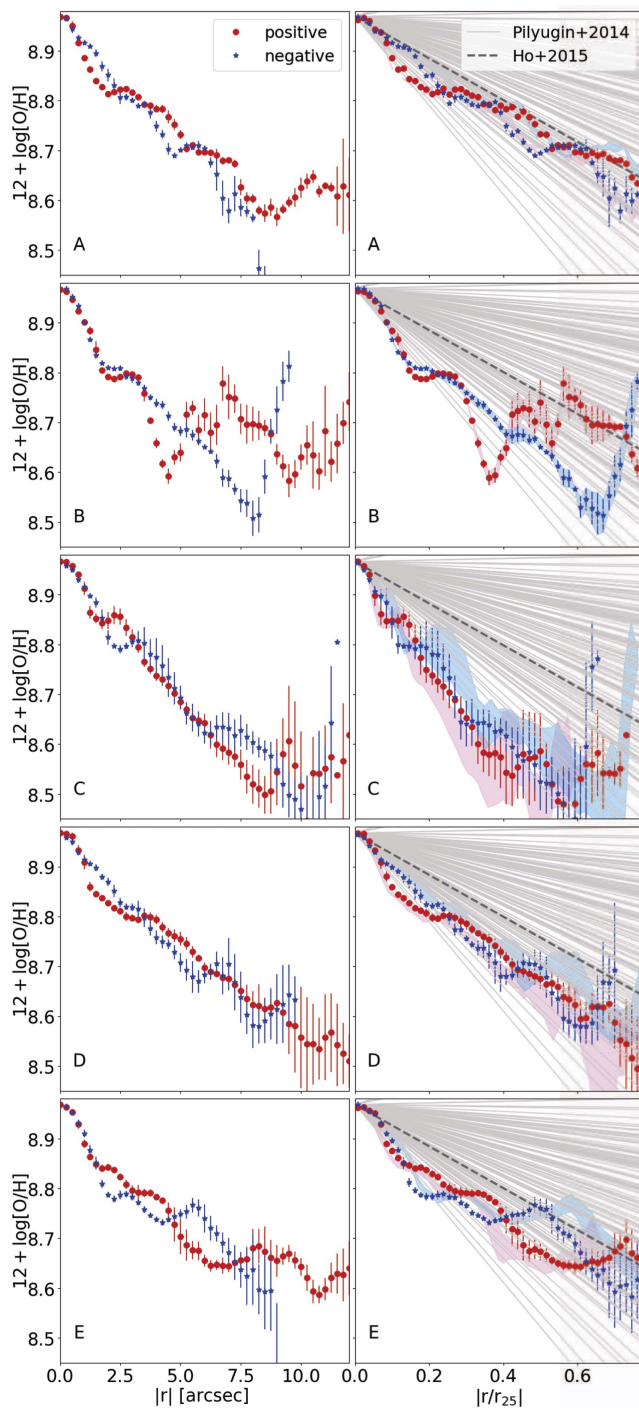 positive
negative
Pilyugin+2014
Ho+2015
12 + log[O/H]
8.9
8.8
8.7
8.6
8.5
A
A
12 + log[O/H]
8.9
8.8
8.7
8.6
8.5
B
B
12 + log[O/H]
8.9
8.8
8.7
8.6
8.5
C
C
12 + log[O/H]
8.9
8.8
8.7
8.6
8.5
D
D
12 + log[O/H]
8.9
8.8
8.7
8.6
8.5
E
E
0.0 2.5 5.0 7.5 10.0
0.0 0.2 0.4 0.6
|r| [arcsec]
|r/r₂₅|